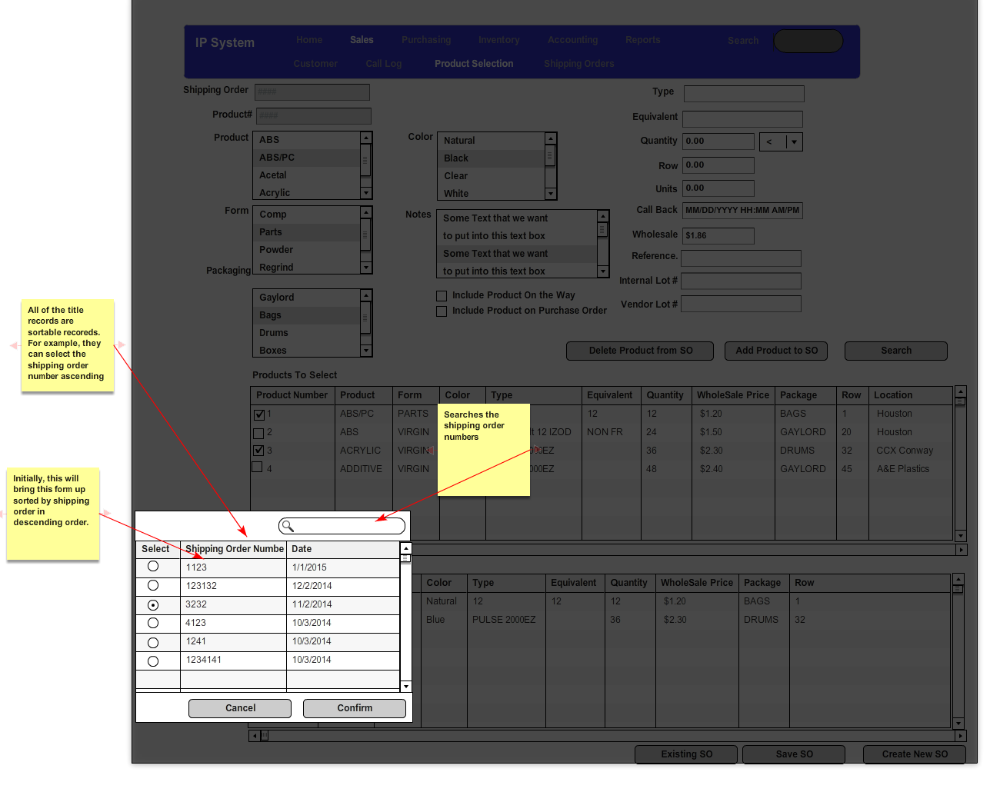 IP System
Home Sales Purchasing Inventory Accounting Reports Search
Customer Call Log Product Selection Shipping Orders
Shipping Order ####
Product# ####
Product
ABS
ABS/PC
Acetal
Acrylic
Form
Comp
Parts
Powder
Regrind
Packaging
Gaylord
Bags
Drums
Boxes
Color
Natural
Black
Clear
White
Notes
Some Text that we want
to put into this text box
Some Text that we want
to put into this text box
Include Product On the Way
Include Product on Purchase Order
Type
Equivalent
Quantity 0.00 <
Row 0.00
Units 0.00
Call Back MM/DD/YYYY HH:MM AM/PM
Wholesale $1.86
Reference.
Internal Lot #
Vendor Lot #
Delete Product from SO Add Product to SO Search
Products To Select
Product Number Product Form Color Type Equivalent Quantity WholeSale Price Package Row Location
1 ABS/PC PARTS 12 12 $1.20 BAGS 1 Houston
2 ABS VIRGIN 12 IZOD NON FR 24 $1.50 GAYLORD 20 Houston
3 ACRYLIC VIRGIN 000EZ 36 $2.30 DRUMS 32 CCX Conway
4 ADDITIVE VIRGIN 000EZ 48 $2.40 GAYLORD 45 A&E Plastics
All of the title
records are
sortable recoreds.
For example, they
can select the
shipping order
number ascending
Searches the
shipping order
numbers
Initially, this will
bring this form up
sorted by shipping
order in
descending order.
Select Shipping Order Numbe Date
1123 1/1/2015
123132 12/2/2014
3232 11/2/2014
4123 10/3/2014
1241 10/3/2014
1234141 10/3/2014
Cancel Confirm
Color Type Equivalent Quantity WholeSale Price Package Row
Natural 12 12 12 $1.20 BAGS 1
Blue PULSE 2000EZ 36 $2.30 DRUMS 32
Existing SO Save SO Create New SO